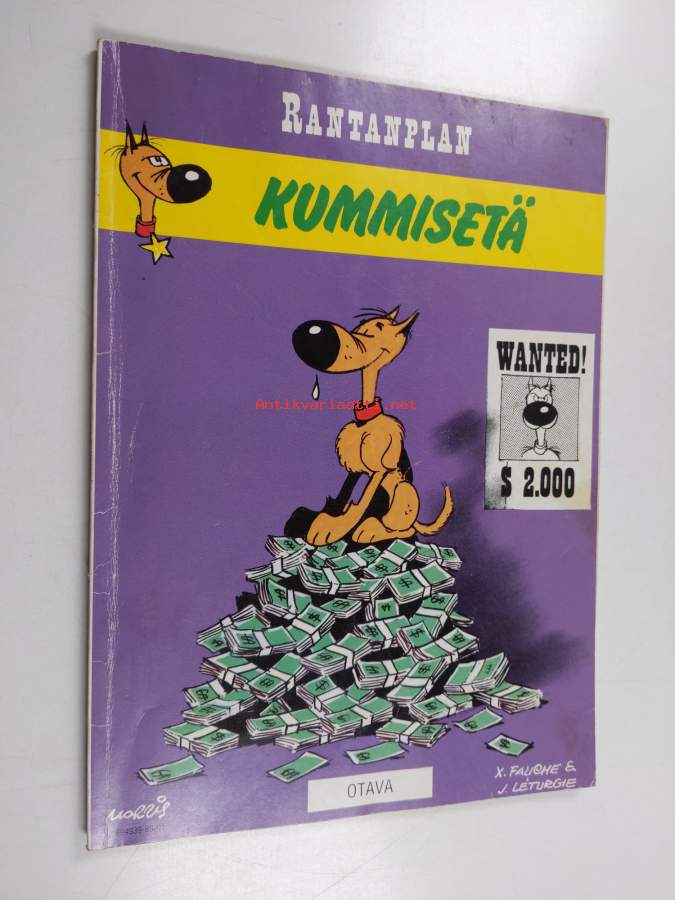 RANTANPLAN
KUMMISETÄ
WANTED!
$ 2.000
Antikvariaatti.net
X. FAUCHE &
J. LÉTURGIE
OTAVA
MORRIS